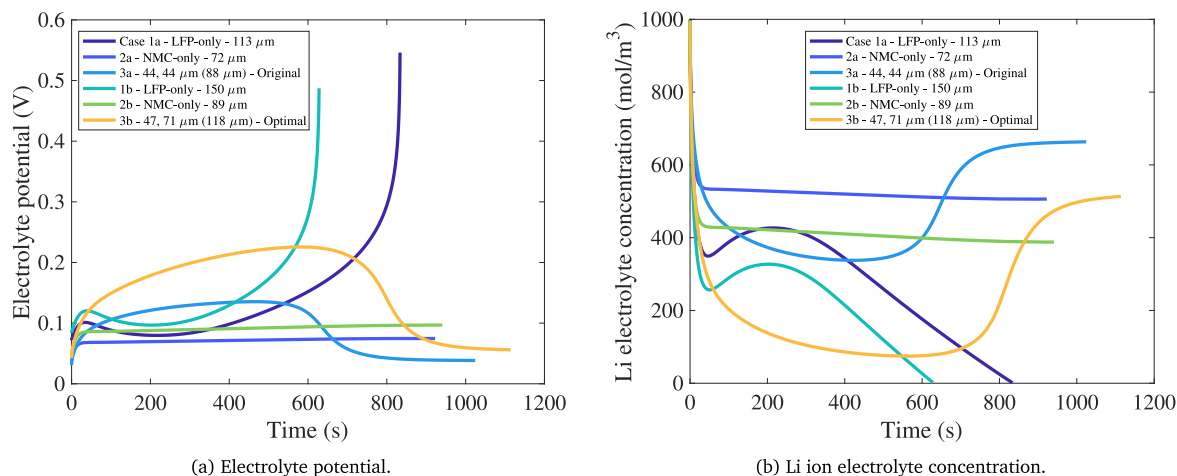 0.6
0.5
0.4
0.3
0.2
0.1
0
Electrolyte potential (V)
Case 1a - LFP-only - 113 μm
2a - NMC-only - 72 μm
3a - 44, 44 μm (88 μm) - Original
1b - LFP-only - 150 μm
2b - NMC-only - 89 μm
3b - 47, 71 μm (118 μm) - Optimal
0 200 400 600 800 1000 1200
Time (s)
(a) Electrolyte potential.
1000
800
600
400
200
0
Li electrolyte concentration (mol/m³)
Case 1a - LFP-only - 113 μm
2a - NMC-only - 72 μm
3a - 44, 44 μm (88 μm) - Original
1b - LFP-only - 150 μm
2b - NMC-only - 89 μm
3b - 47, 71 μm (118 μm) - Optimal
0 200 400 600 800 1000 1200
Time (s)
(b) Li ion electrolyte concentration.